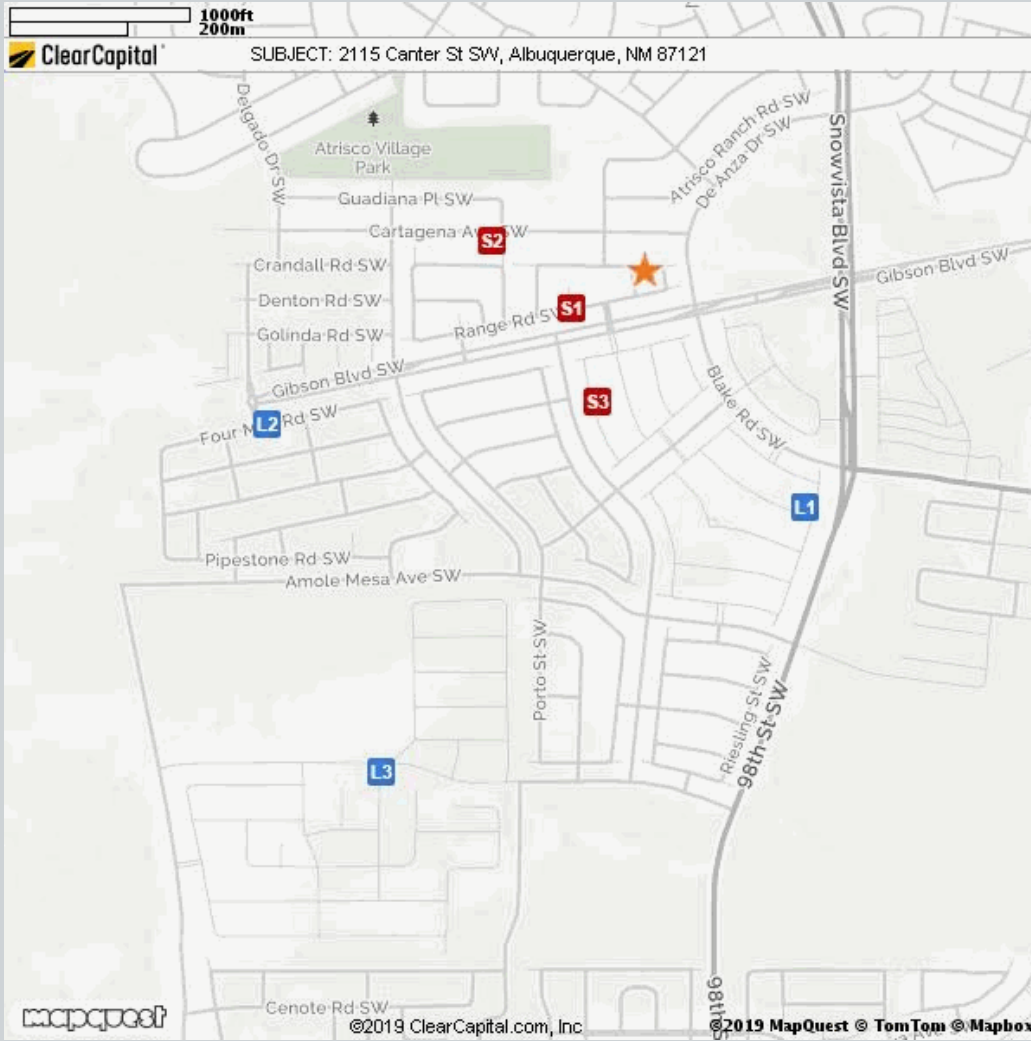 1000ft
200m
ClearCapital
SUBJECT: 2115 Canter St SW, Albuquerque, NM 87121
Delgado Dr SW
Atrisco Village
Park
Atrisco Ranch Rd SW
De Anza Dr SW
Snowvista Blvd SW
Guadiana Pl SW
Cartagena Av SW
S2
Crandall Rd SW
Gibson Blvd SW
Denton Rd SW
S1
Range Rd SW
Golinda Rd SW
Gibson Blvd SW
Blake Rd SW
S3
Four M Rd SW
L2
L1
Pipestone Rd SW
Amole Mesa Ave SW
Porto St SW
Riesling St SW
98th St SW
L3
98th S
Cenote Rd SW
mapquest
©2019 ClearCapital.com, Inc
©2019 MapQuest © TomTom © Mapbox